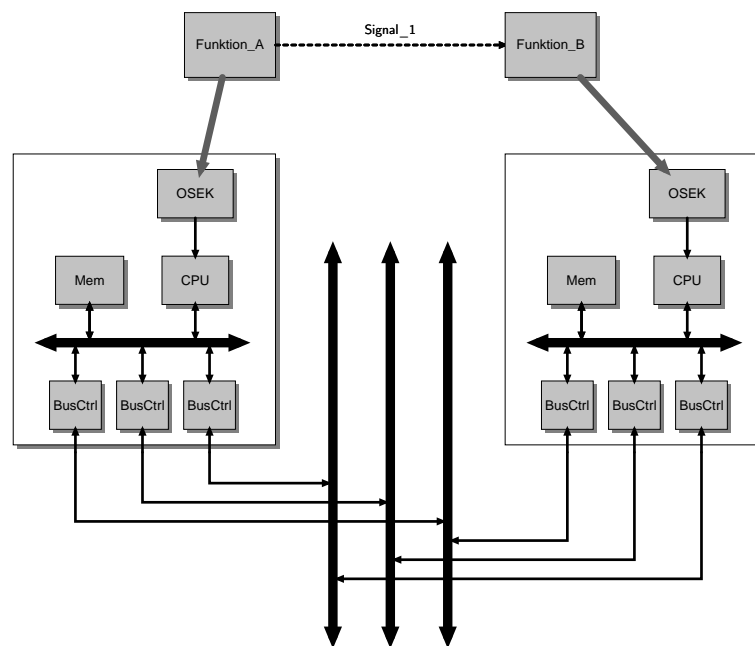 Signal_1
Funktion_A
Funktion_B
OSEK
OSEK
Mem
CPU
Mem
CPU
BusCtrl
BusCtrl
BusCtrl
BusCtrl
BusCtrl
BusCtrl